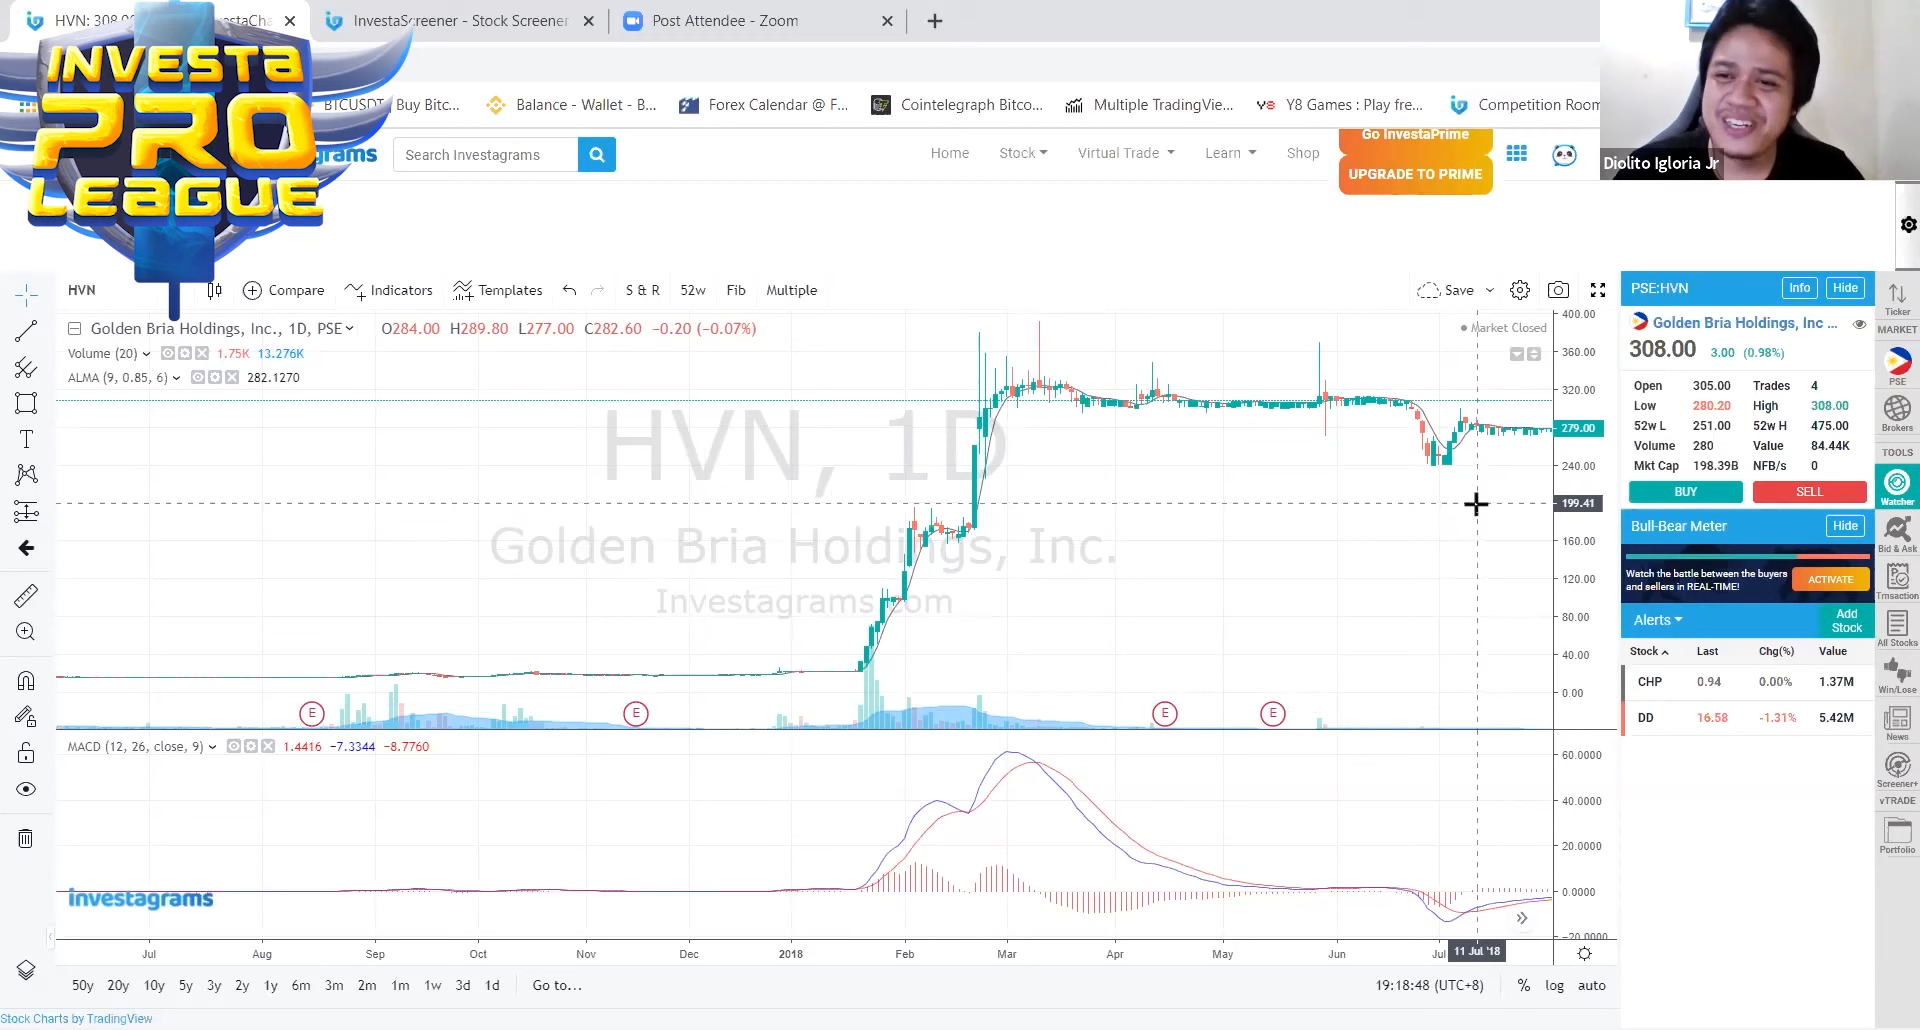 HVN: 308.0
estaCha
InvestaScreener - Stock Screener
Post Attendee - Zoom
INVESTA
PRO
LEAGUE
BTCUSDT
Buy Bitc...
Balance - Wallet - B...
Forex Calendar @ F...
Cointelegraph Bitco...
Multiple TradingVie...
Y8 Games : Play fre...
Competition Room
Diolito Igloria Jr
grams
Search Investagrams
Home
Stock
Virtual Trade
Learn
Shop
Go InvestaPrime
UPGRADE TO PRIME
HVN
Compare
Indicators
Templates
S & R
52w
Fib
Multiple
Save
Golden Bria Holdings, Inc., 1D, PSE
O284.00 H289.80 L277.00 C282.60 −0.20 (−0.07%)
Market Closed
Volume (20)
1.75K 13.276K
ALMA (9, 0.85, 6)
282.1270
HVN, 1D
Golden Bria Holdings, Inc.
Investagrams.com
400.00
360.00
320.00
279.00
240.00
199.41
160.00
120.00
80.00
40.00
0.00
E
E
E
E
MACD (12, 26, close, 9)
1.4416 −7.3344 −8.7760
60.0000
40.0000
20.0000
0.0000
−20.0000
investagrams
Jul
Aug
Sep
Oct
Nov
Dec
2018
Feb
Mar
Apr
May
Jun
Jul
11 Jul '18
50y 20y 10y 5y 3y 2y 1y 6m 3m 2m 1m 1w 3d 1d
Go to...
19:18:48 (UTC+8)
% log auto
Stock Charts by TradingView
PSE:HVN
Info
Hide
Golden Bria Holdings, Inc ...
308.00 3.00 (0.98%)
Open 305.00 Trades 4
Low 280.20 High 308.00
52w L 251.00 52w H 475.00
Volume 280 Value 84.44K
Mkt Cap 198.39B NFB/s 0
BUY
SELL
Bull-Bear Meter
Hide
Watch the battle between the buyers
and sellers in REAL-TIME!
ACTIVATE
Alerts
Add
Stock
Stock Last Chg(%) Value
CHP 0.94 0.00% 1.37M
DD 16.58 -1.31% 5.42M
Ticker
MARKET
PSE
Brokers
TOOLS
Watcher
Bid & Ask
Trnsaction
All Stocks
Win/Lose
News
Screener+
vTRADE
Portfolio